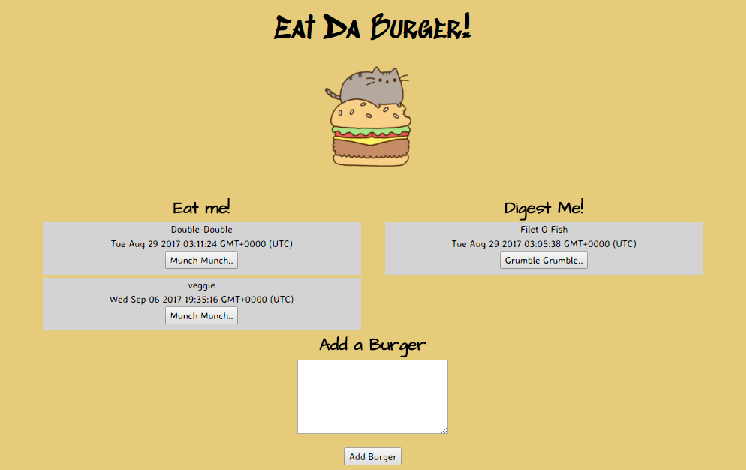 Eat Da Burger!
Eat me!
Double-Double
Tue Aug 29 2017 03:11:24 GMT+0000 (UTC)
Munch Munch..
veggie
Wed Sep 06 2017 19:35:16 GMT+0000 (UTC)
Munch Munch..
Digest Me!
Filet O Fish
Tue Aug 29 2017 03:05:38 GMT+0000 (UTC)
Grumble Grumble..
Add a Burger
Add Burger